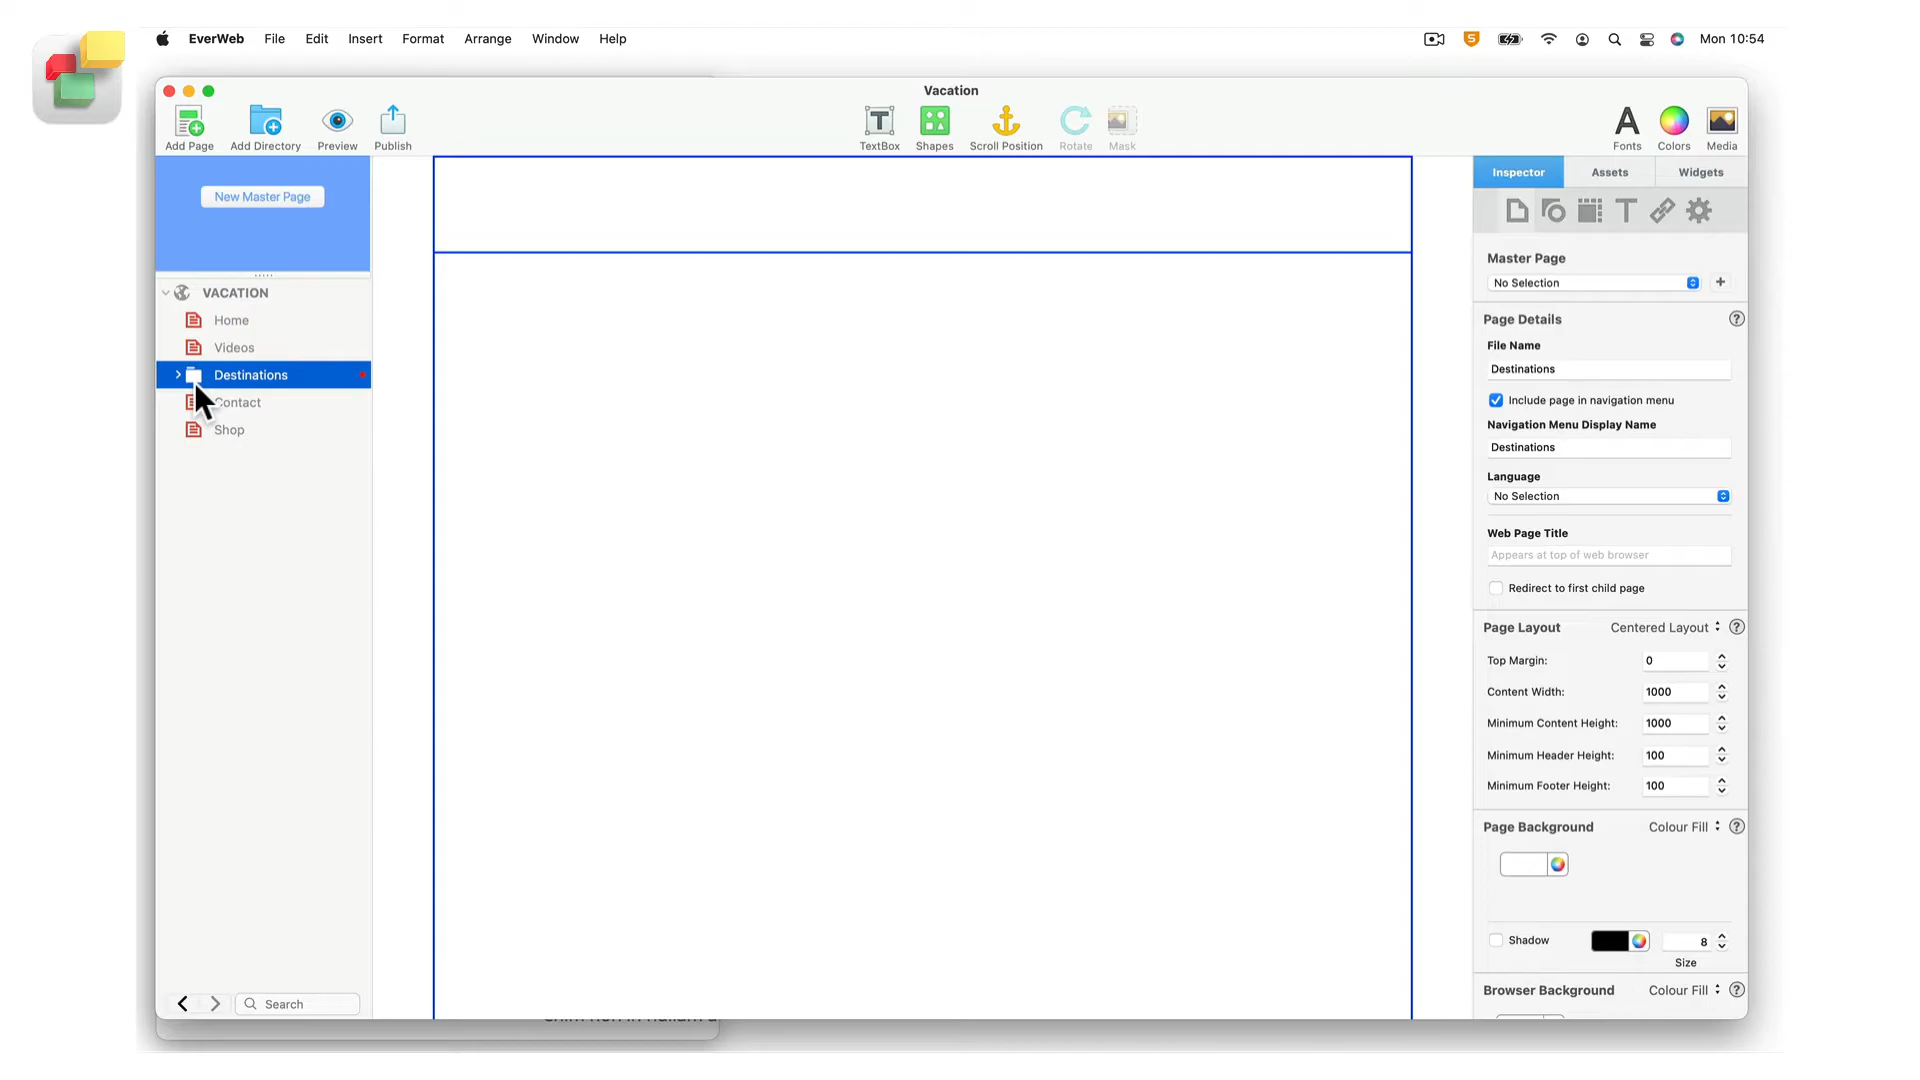 EverWeb File Edit Insert Format Arrange Window Help
Mon 10:54
Vacation
Add Page Add Directory Preview Publish
TextBox Shapes Scroll Position Rotate Mask
Fonts Colors Media
New Master Page
VACATION
Home
Videos
Destinations
Contact
Shop
Search
Inspector Assets Widgets
Master Page
No Selection
Page Details
File Name
Destinations
Include page in navigation menu
Navigation Menu Display Name
Destinations
Language
No Selection
Web Page Title
Appears at top of web browser
Redirect to first child page
Page Layout Centered Layout
Top Margin: 0
Content Width: 1000
Minimum Content Height: 1000
Minimum Header Height: 100
Minimum Footer Height: 100
Page Background Colour Fill
Shadow 8
Size
Browser Background Colour Fill